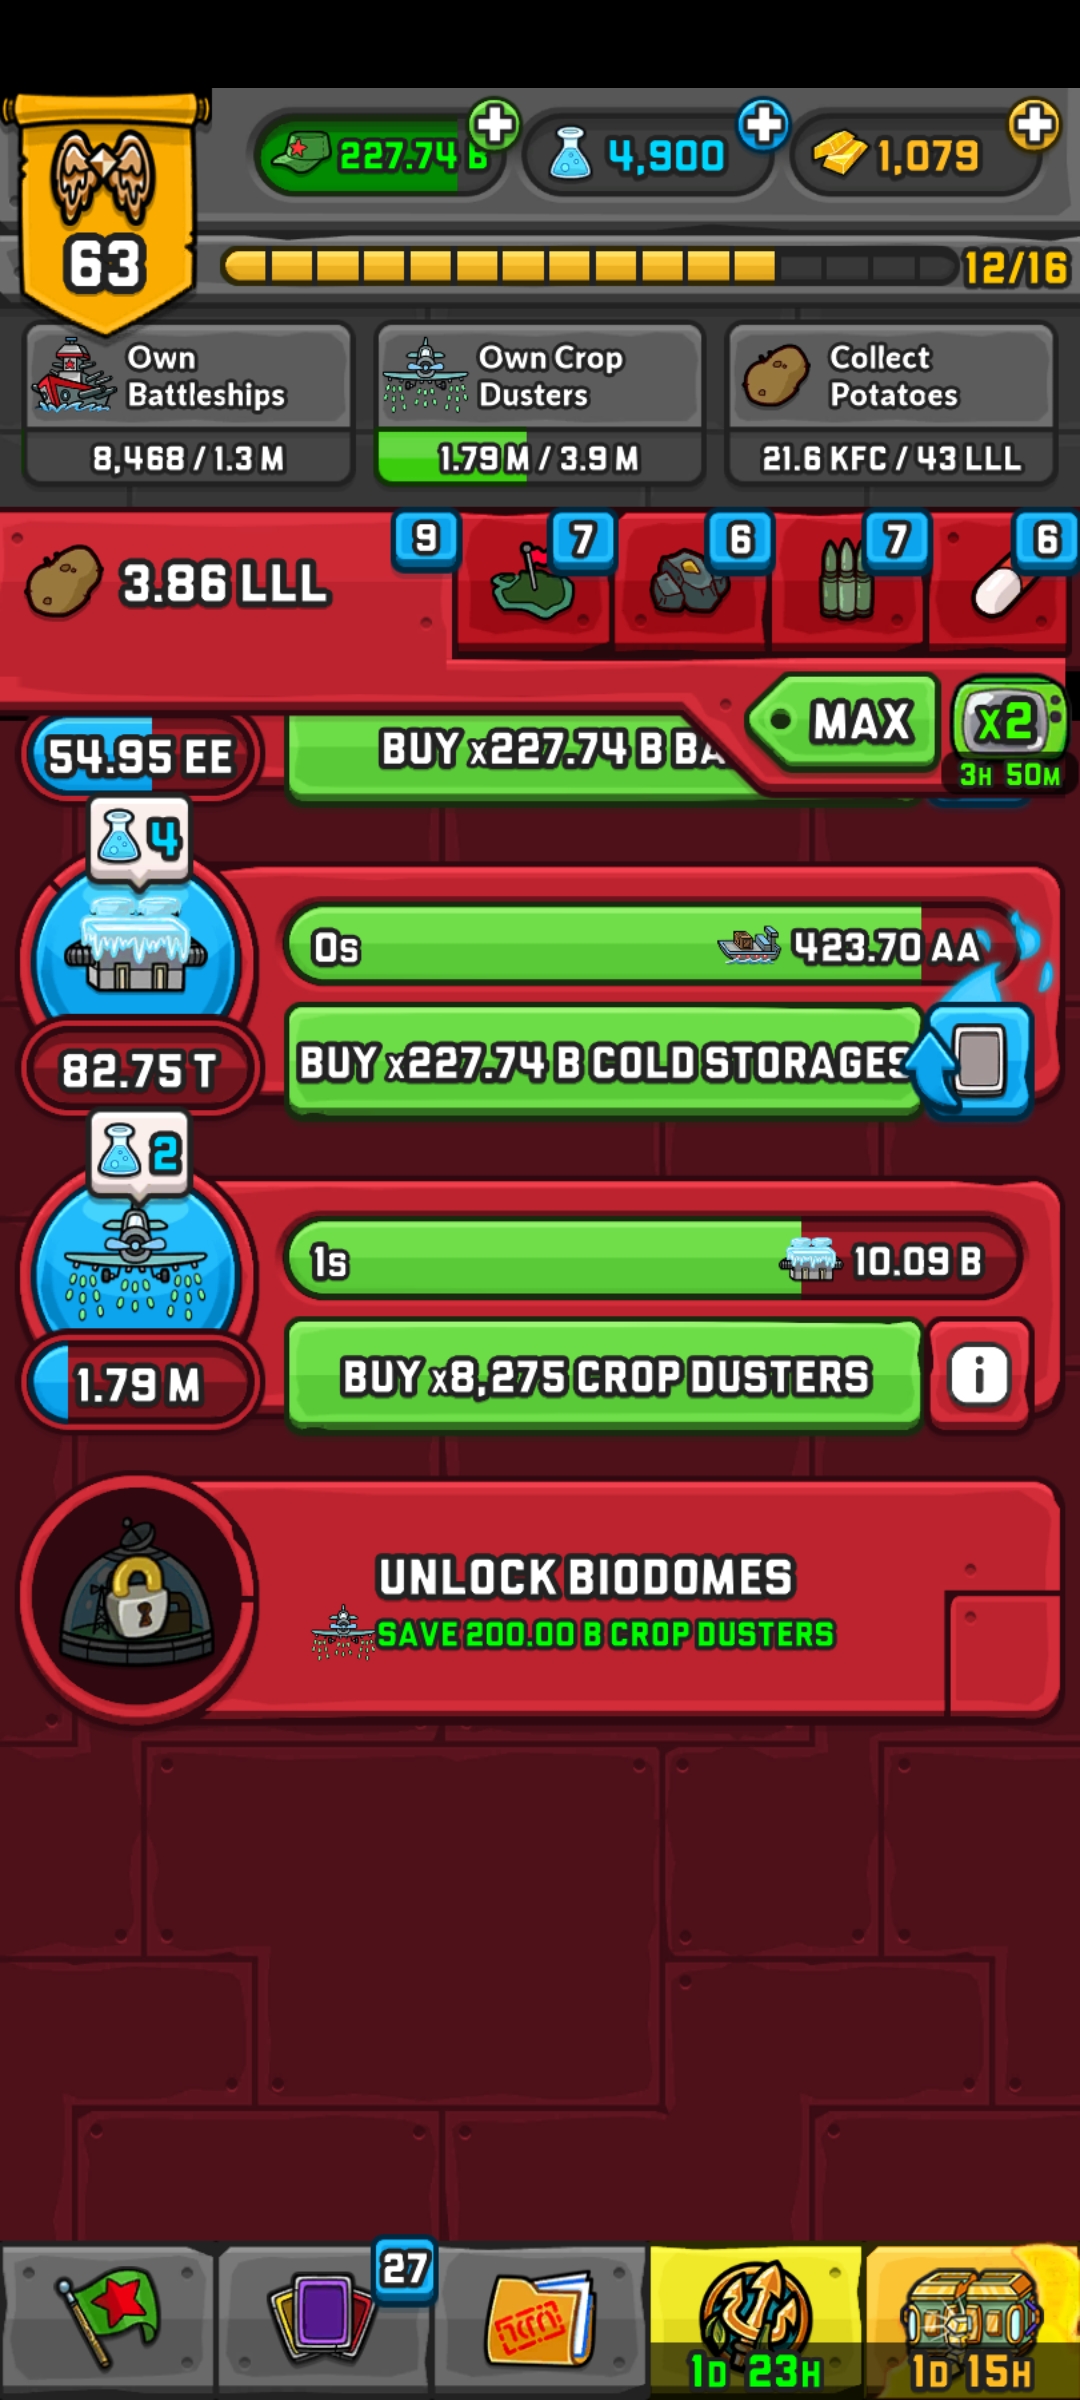 227.74 B
4,900
1,079
63
12/16
Own
Battleships
8,468 / 1.3 M
Own Crop
Dusters
1.79 M / 3.9 M
Collect
Potatoes
21.6 KFC / 43 LLL
3.86 LLL
9
7
6
7
6
MAX
x2
3H 50M
54.95 EE
BUY x227.74 B BA
4
0s
423.70 AA
82.75 T
BUY x227.74 B COLD STORAGES
2
1s
10.09 B
1.79 M
BUY x8,275 CROP DUSTERS
i
UNLOCK BIODOMES
SAVE 200.00 B CROP DUSTERS
27
1D 23H
1D 15H